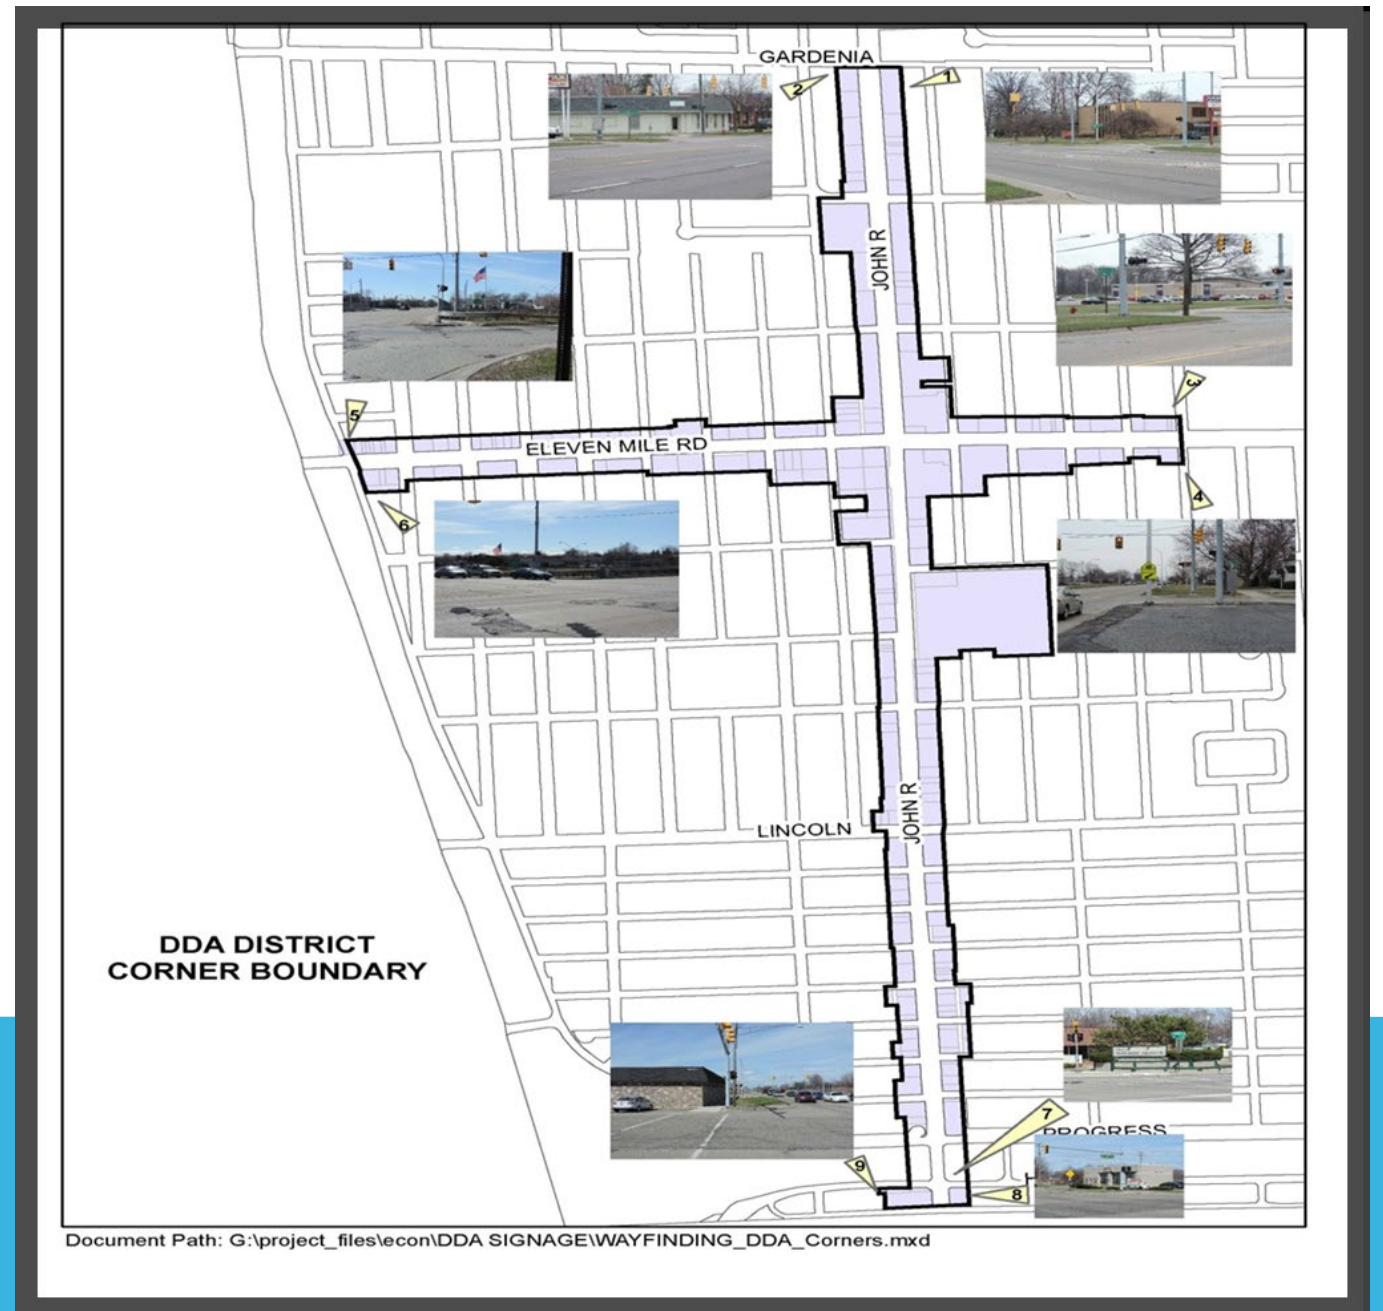 GARDENIA
2
1
JOHN R
3
5
ELEVEN MILE RD
4
6
JOHN R
LINCOLN
DDA DISTRICT
CORNER BOUNDARY
7
PROGRESS
9
8
Document Path: G:\project_files\econ\DDA SIGNAGE\WAYFINDING_DDA_Corners.mxd